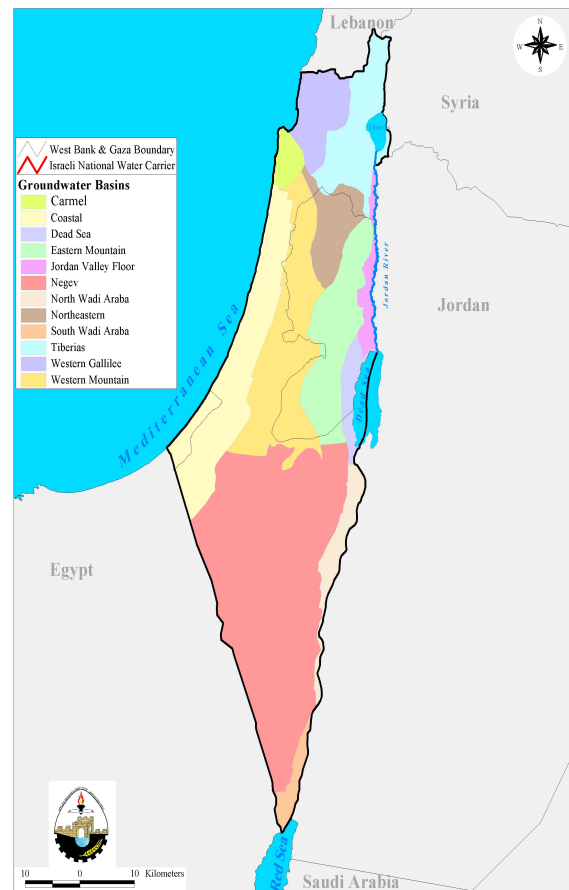 Lebanon
N
W
E
S
Syria
Tiberias
West Bank & Gaza Boundary
Israeli National Water Carrier
Groundwater Basins
Carmel
Coastal
Dead Sea
Eastern Mountain
Jordan Valley Floor
Negev
North Wadi Araba
Northeastern
South Wadi Araba
Tiberias
Western Gallilee
Western Mountain
Jordan River
Jordan
Mediterranean Sea
Dead Sea
Egypt
10 0 10 Kilometers
Red Sea
Saudi Arabia